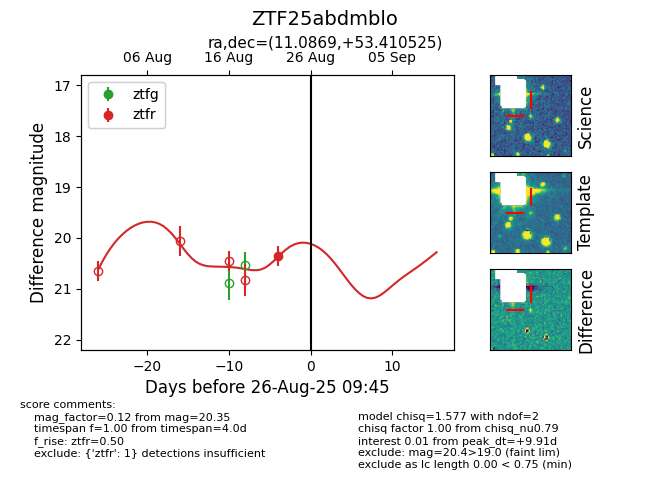 ZTF25abdmblo
ra,dec=(11.0869,+53.410525)
06 Aug 16 Aug 26 Aug 05 Sep
17
18
19
20
21
22
Difference magnitude
ztfg
ztfr
−20 −10 0 10
Days before 26-Aug-25 09:45
Science
Template
Difference
score comments:
mag_factor=0.12 from mag=20.35
timespan f=1.00 from timespan=4.0d
f_rise: ztfr=0.50
exclude: {'ztfr': 1} detections insufficient
model chisq=1.577 with ndof=2
chisq factor 1.00 from chisq_nu0.79
interest 0.01 from peak_dt=+9.91d
exclude: mag=20.4>19.0 (faint lim)
exclude as lc length 0.00 < 0.75 (min)